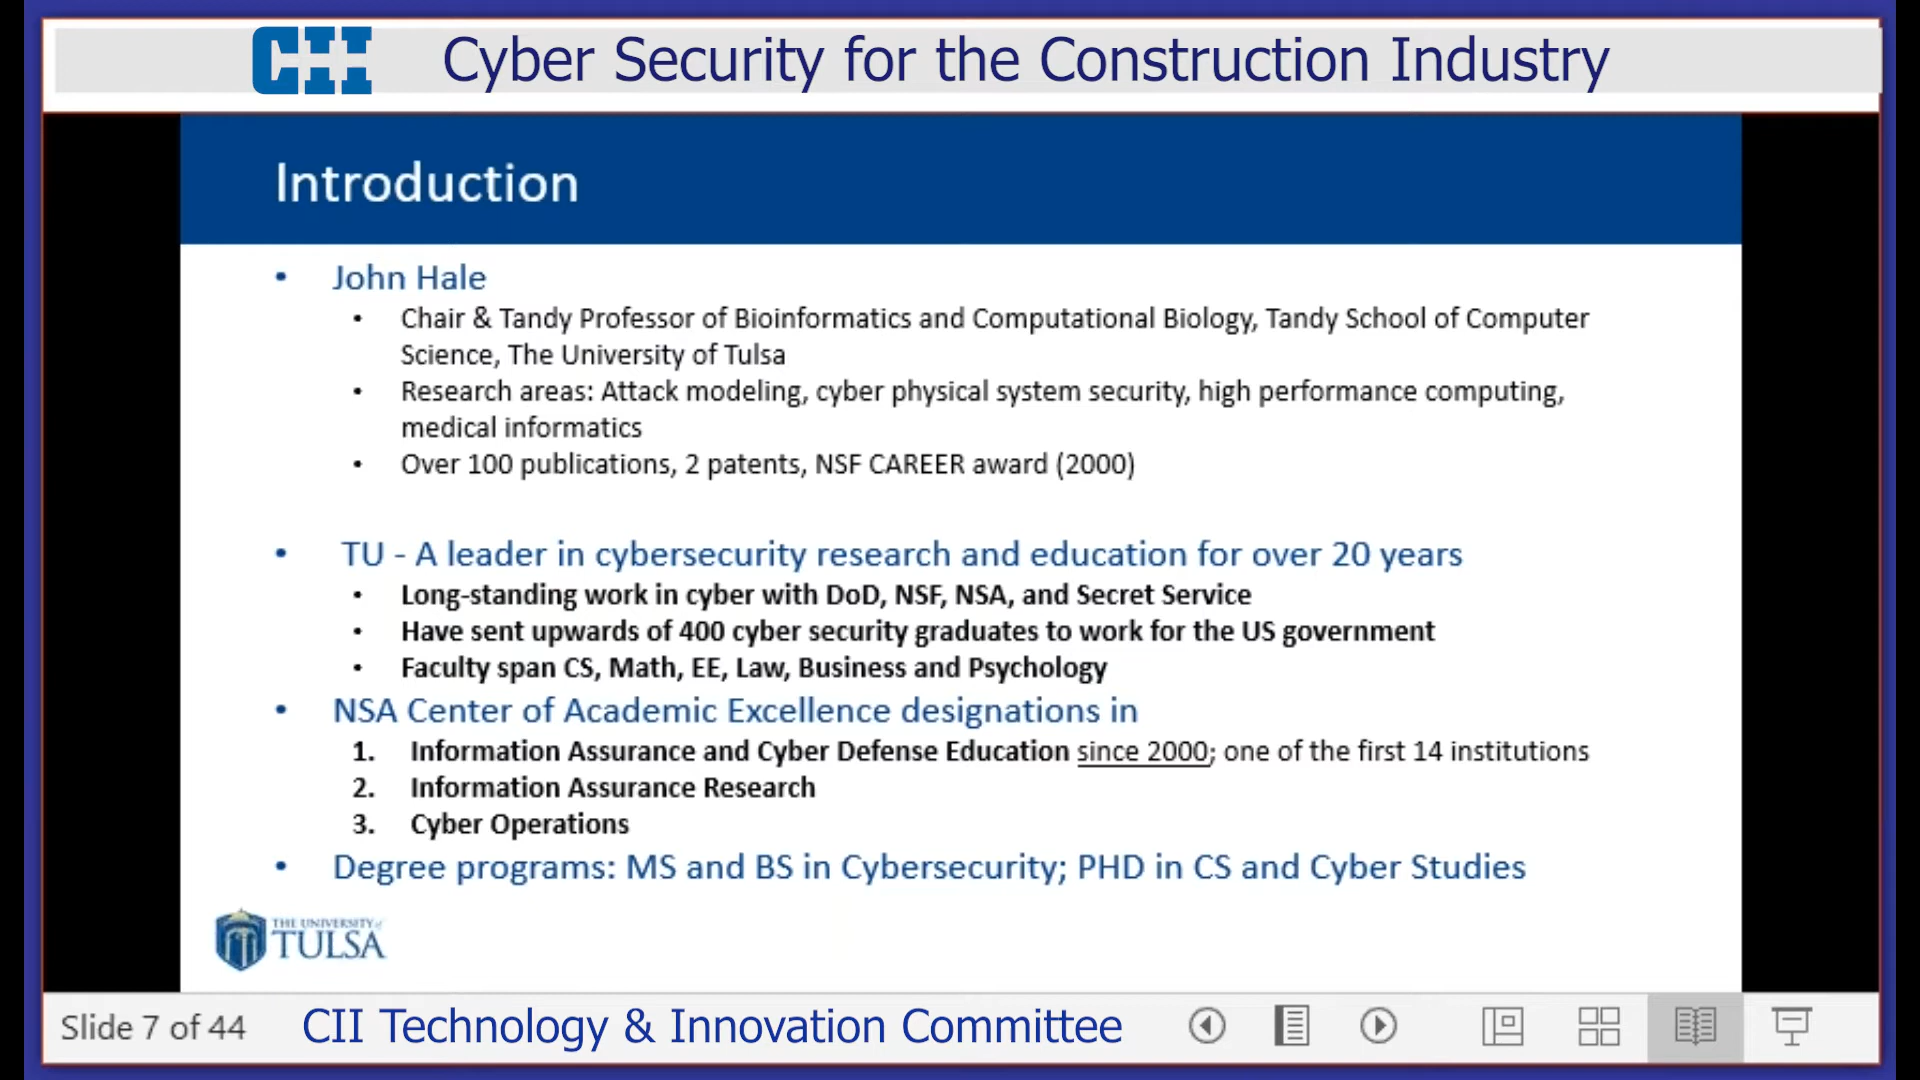 CII Cyber Security for the Construction Industry
Introduction
• John Hale
• Chair & Tandy Professor of Bioinformatics and Computational Biology, Tandy School of Computer
Science, The University of Tulsa
• Research areas: Attack modeling, cyber physical system security, high performance computing,
medical informatics
• Over 100 publications, 2 patents, NSF CAREER award (2000)
• TU - A leader in cybersecurity research and education for over 20 years
• Long-standing work in cyber with DoD, NSF, NSA, and Secret Service
• Have sent upwards of 400 cyber security graduates to work for the US government
• Faculty span CS, Math, EE, Law, Business and Psychology
• NSA Center of Academic Excellence designations in
1. Information Assurance and Cyber Defense Education since 2000; one of the first 14 institutions
2. Information Assurance Research
3. Cyber Operations
• Degree programs: MS and BS in Cybersecurity; PHD in CS and Cyber Studies
THE UNIVERSITY of
TULSA
Slide 7 of 44 CII Technology & Innovation Committee